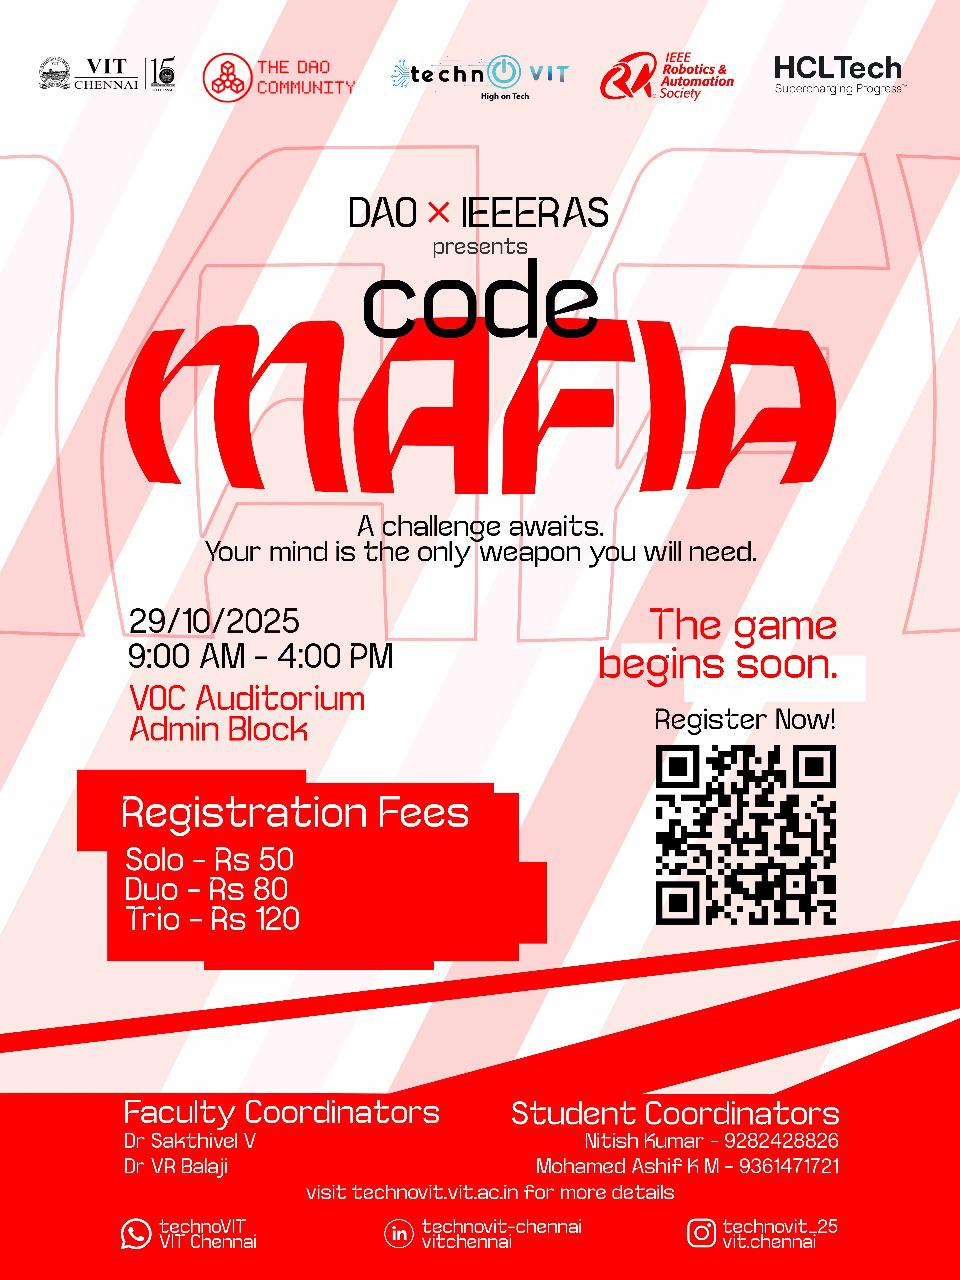 VIT
CHENNAI
15
THE DAO
COMMUNITY
technO VIT
High on Tech
IEEE
Robotics &
Automation
Society
HCLTech
Supercharging Progress™
DAO × IEEERAS
presents
code
MAFIA
A challenge awaits.
Your mind is the only weapon you will need.
29/10/2025
9:00 AM - 4:00 PM
VOC Auditorium
Admin Block
The game
begins soon.
Register Now!
Registration Fees
Solo - Rs 50
Duo - Rs 80
Trio - Rs 120
Faculty Coordinators
Dr Sakthivel V
Dr VR Balaji
Student Coordinators
Nitish Kumar - 9282428826
Mohamed Ashif K M - 9361471721
visit technovit.vit.ac.in for more details
technoVIT
VIT Chennai
technovit-chennai
vitchennai
technovit_25
vit.chennai